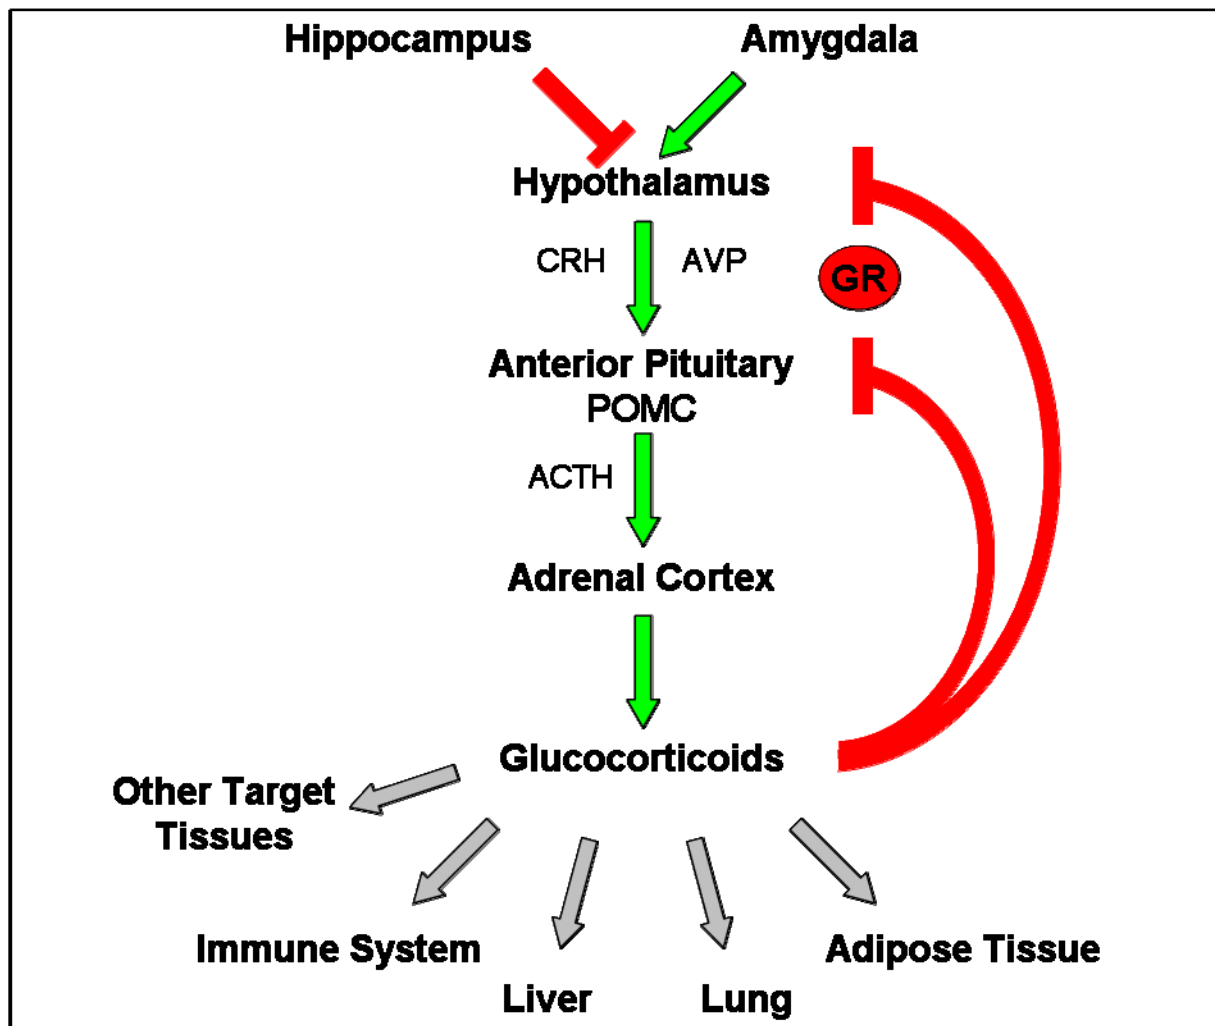 Hippocampus
Amygdala
Hypothalamus
CRH
AVP
GR
Anterior Pituitary
POMC
ACTH
Adrenal Cortex
Glucocorticoids
Other Target
Tissues
Immune System
Adipose Tissue
Liver
Lung